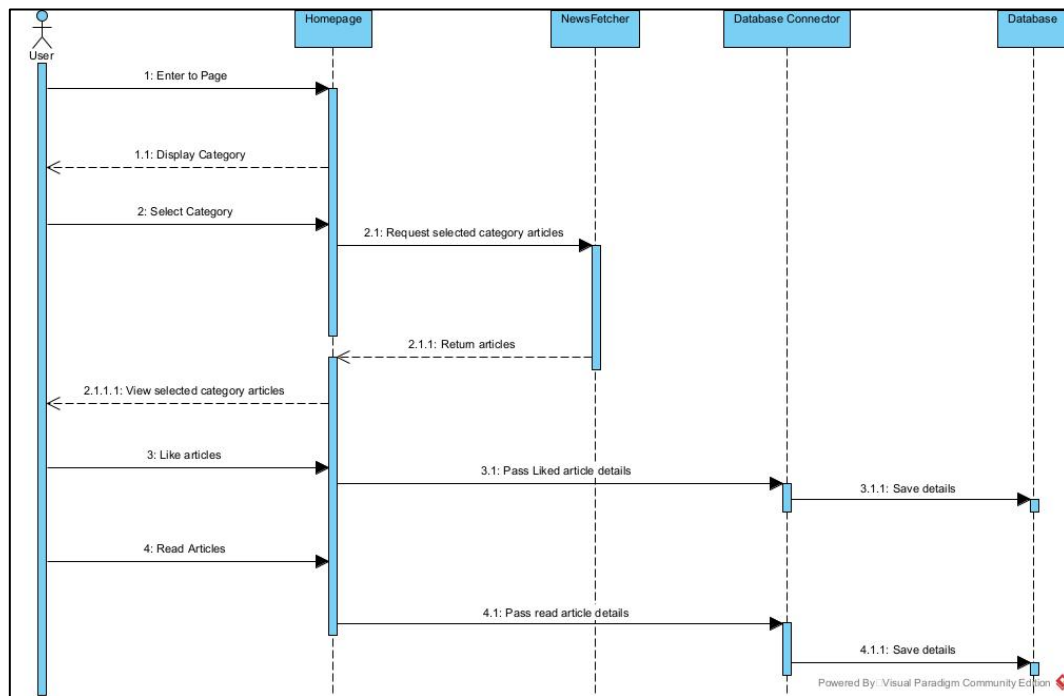 Homepage
NewsFetcher
Database Connector
Database
User
1: Enter to Page
1.1: Display Category
2: Select Category
2.1: Request selected category articles
2.1.1: Return articles
2.1.1.1: View selected category articles
3: Like articles
3.1: Pass Liked article details
3.1.1: Save details
4: Read Articles
4.1: Pass read article details
4.1.1: Save details
Powered By Visual Paradigm Community Edition